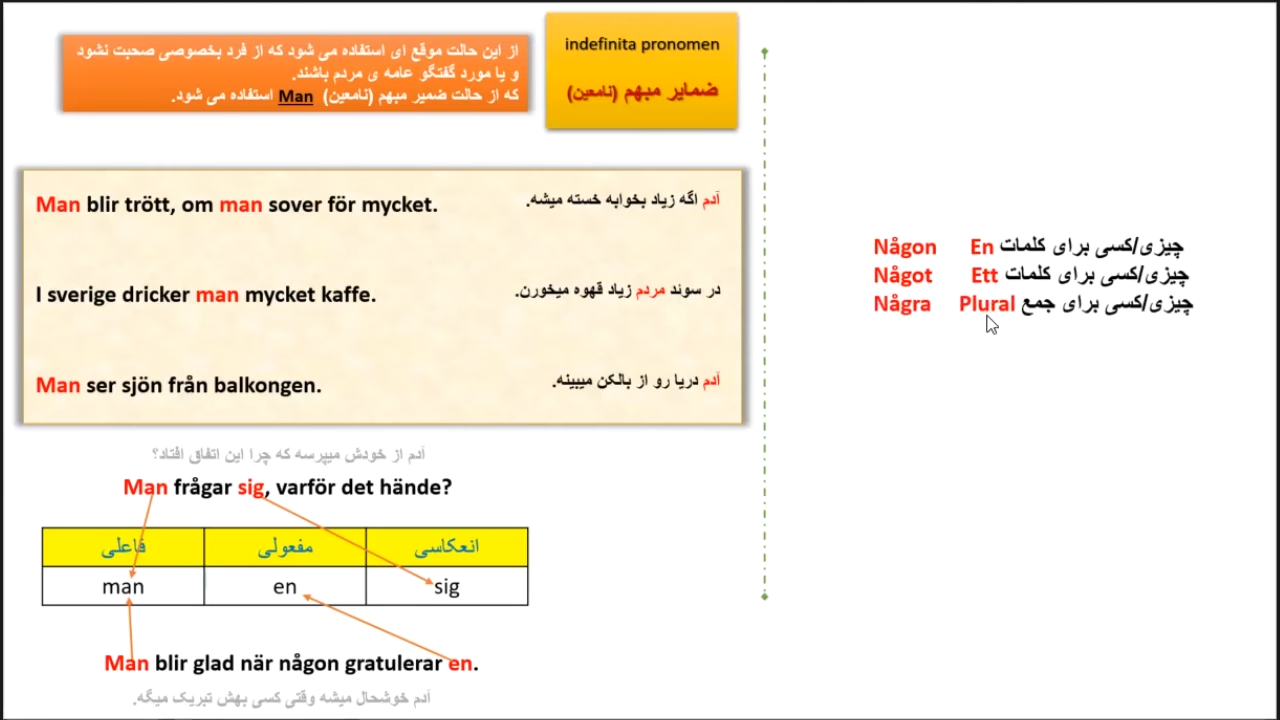 indefinita pronomen
ضمایر مبهم (نامعین)
از این حالت موقع ای استفاده می شود که از فرد بخصوصی صحبت نشود
و یا مورد گفتگو عامه ی مردم باشند.
که از حالت ضمیر مبهم (نامعین) Man استفاده می شود.
Man blir trött, om man sover för mycket.
آدم اگه زیاد بخوابه خسته میشه.
I sverige dricker man mycket kaffe.
در سوئد مردم زیاد قهوه میخورن.
Man ser sjön från balkongen.
آدم دریا رو از بالکن میبینه.
آدم از خودش میپرسه که چرا این اتفاق افتاد؟
Man frågar sig, varför det hände?
فاعلی مفعولی انعکاسی
man en sig
Man blir glad när någon gratulerar en.
آدم خوشحال میشه وقتی کسی بهش تبریک میگه.
Någon En چیزی/کسی برای کلمات
Något Ett چیزی/کسی برای کلمات
Några Plural چیزی/کسی برای جمع